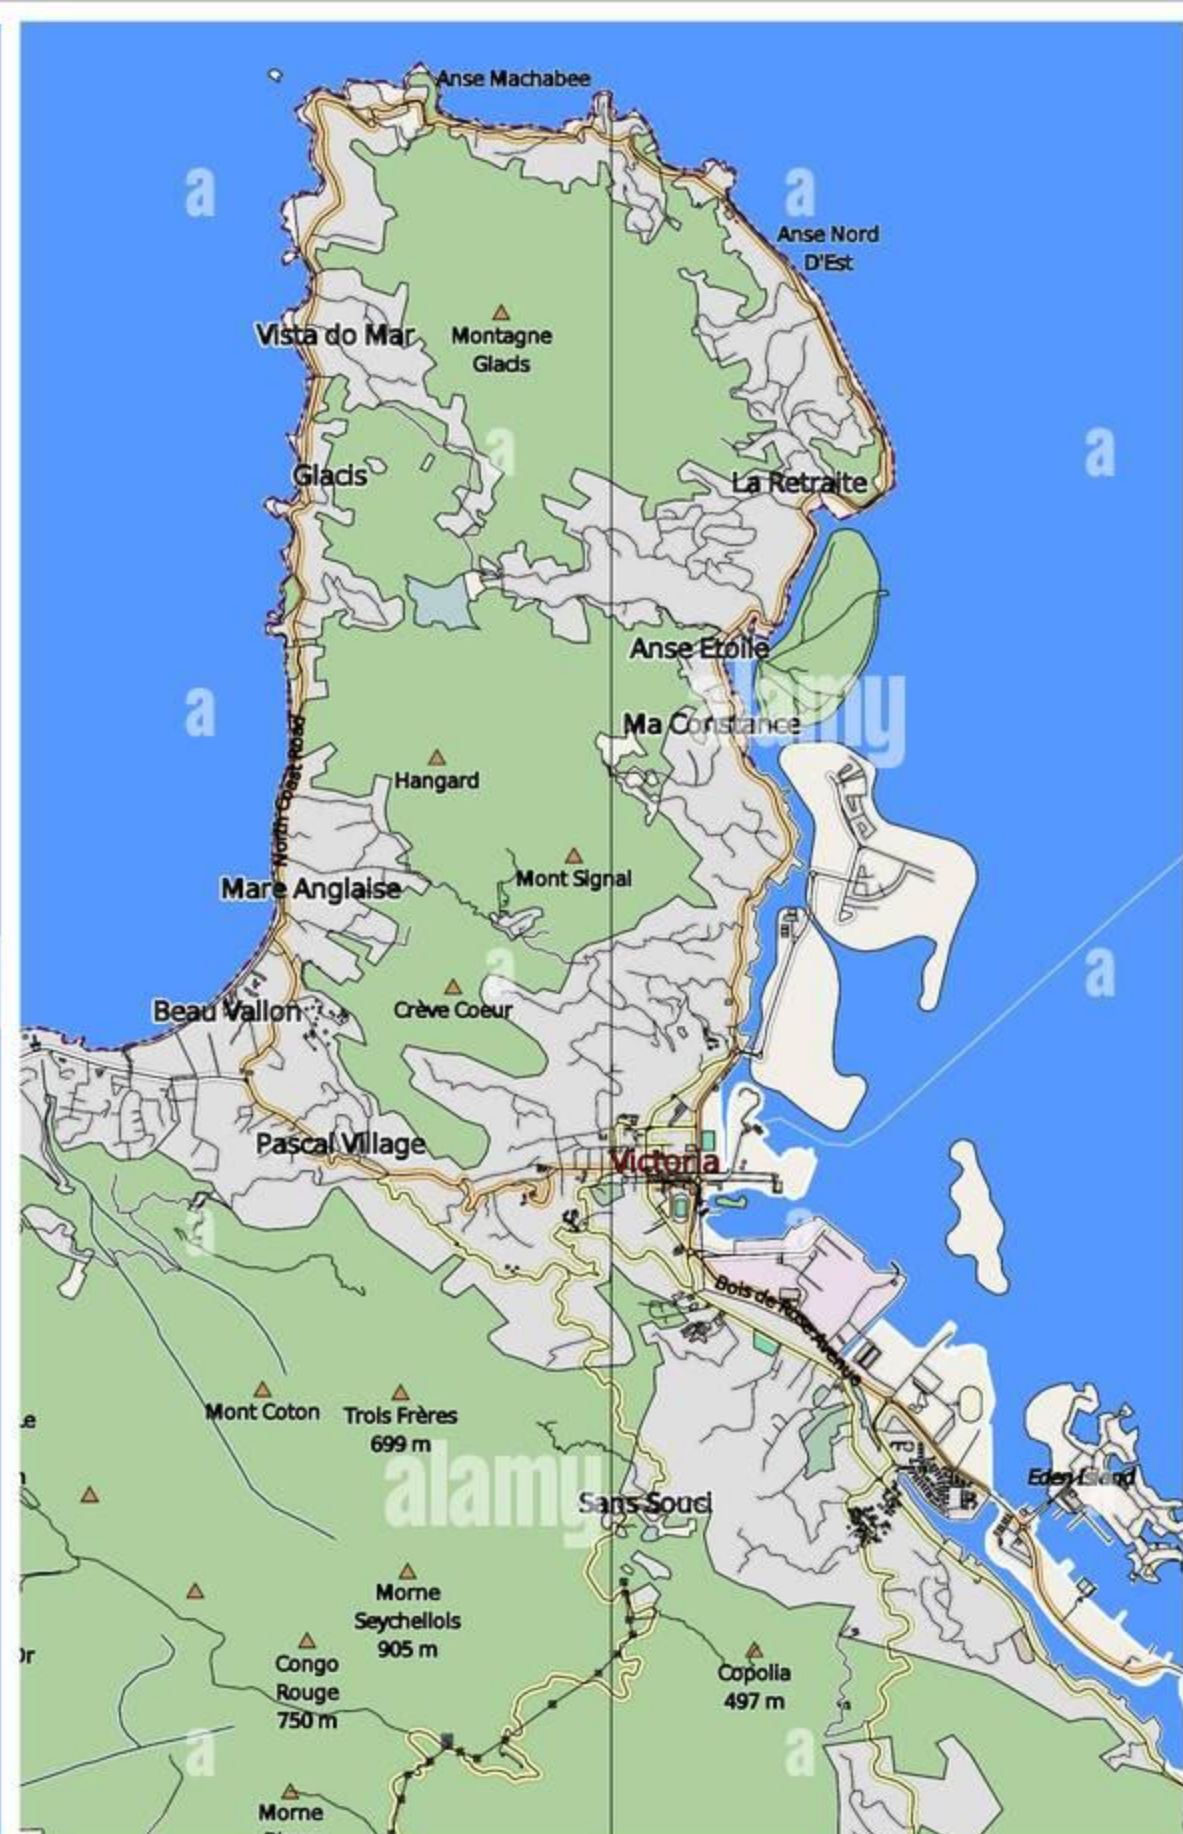 Anse Machabee
Anse Nord
D'Est
Vista do Mar
Montagne
Glacis
Glacis
La Retraite
Anse Etoile
Ma Constance
North Coast Road
Hangard
Mont Signal
Mare Anglaise
Crève Coeur
Beau Vallon
Pascal Village
Victoria
Bois de Rose Avenue
Mont Coton
Trois Frères
699 m
Eden Island
Sans Souci
Morne
Seychellois
905 m
Congo
Rouge
750 m
Copolia
497 m
Morne
a
a
a
a
a
alamy
a
a
a
a
alamy
a
a